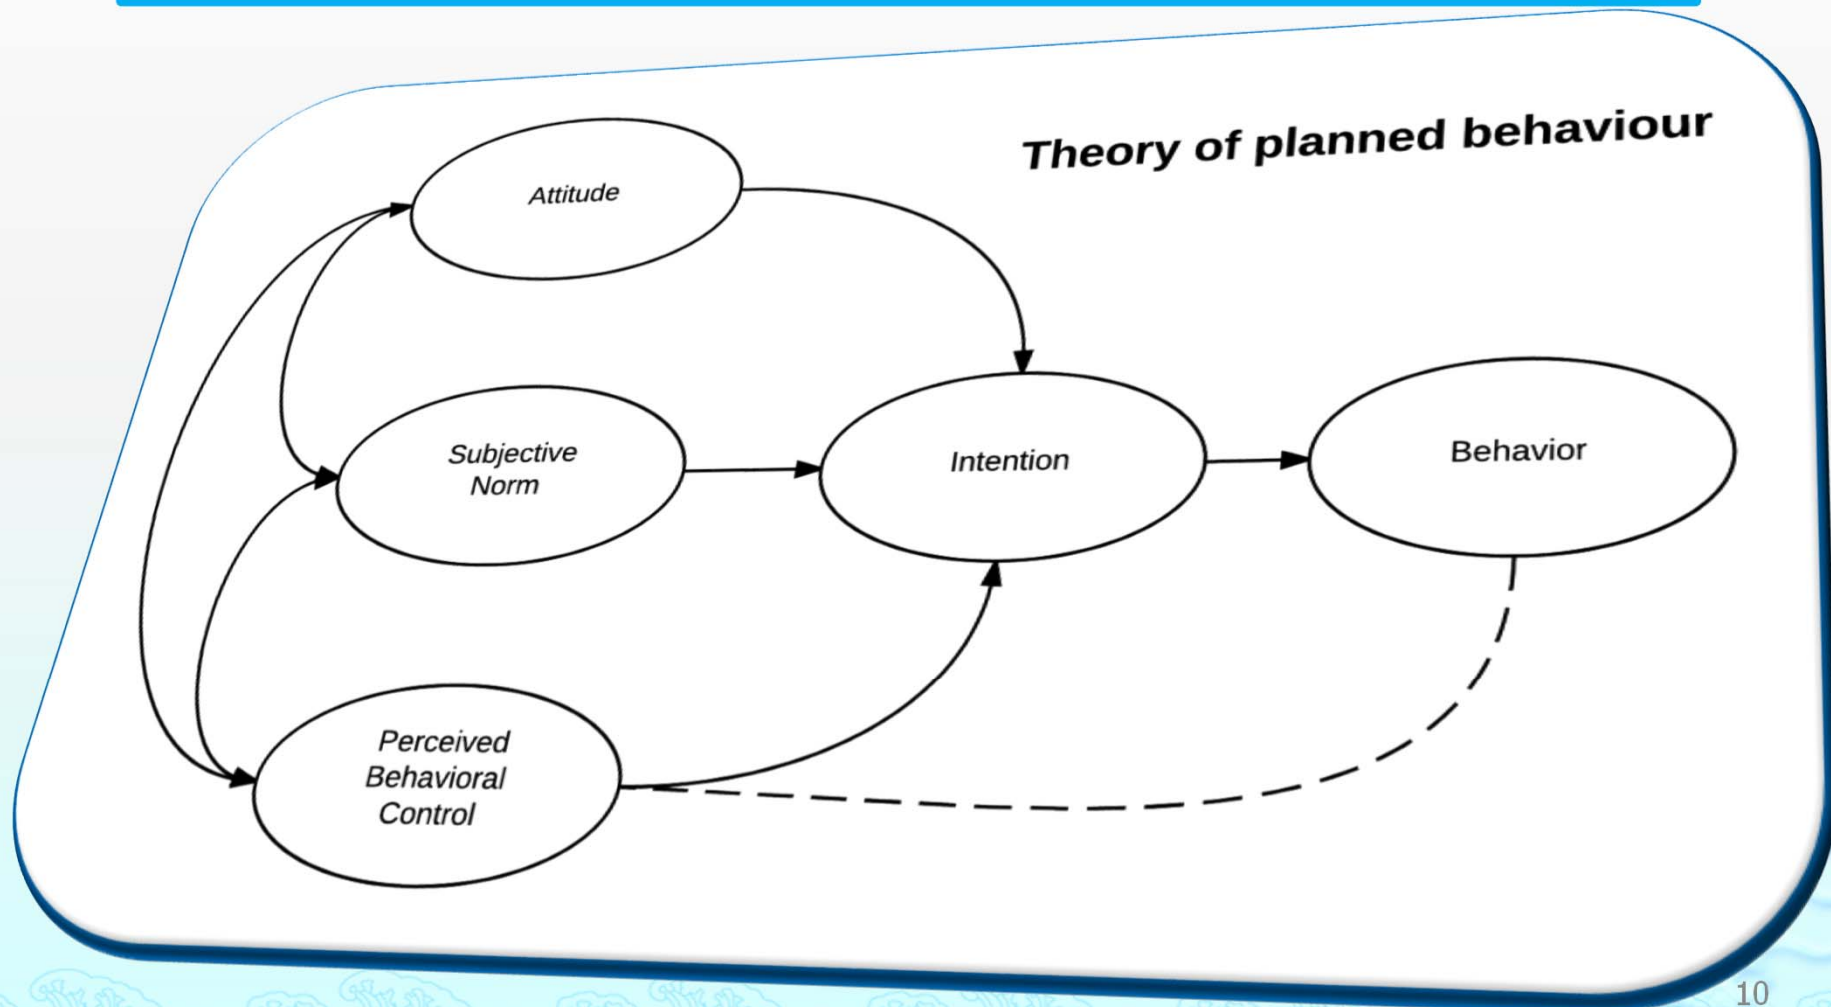 Theory of planned behaviour
Attitude
Subjective
Norm
Intention
Behavior
Perceived
Behavioral
Control
10